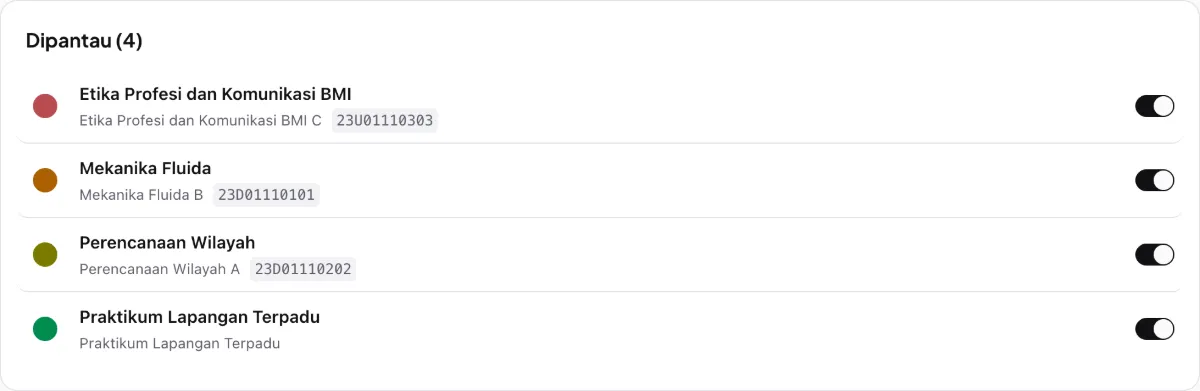 Dipantau (4)
Etika Profesi dan Komunikasi BMI
Etika Profesi dan Komunikasi BMI C 23U01110303
Mekanika Fluida
Mekanika Fluida B 23D01110101
Perencanaan Wilayah
Perencanaan Wilayah A 23D01110202
Praktikum Lapangan Terpadu
Praktikum Lapangan Terpadu